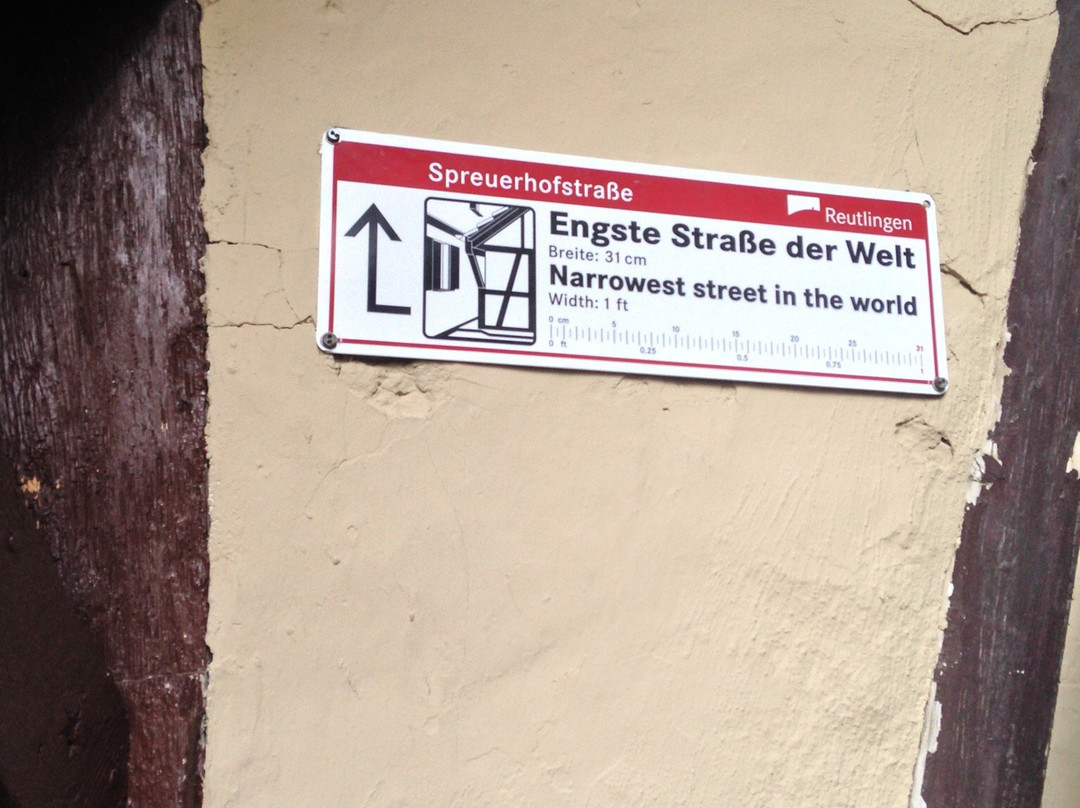 Spreuerhofstraße
Reutlingen
Engste Straße der Welt
Breite: 31 cm
Narrowest street in the world
Width: 1 ft
0 cm 5 10 15 20 25 31
0 ft 0.25 0.5 0.75 1